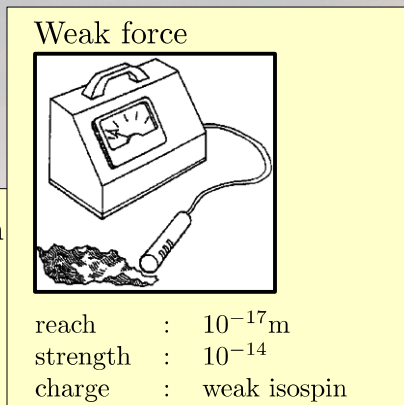 Weak force
reach : 10⁻¹⁷m
strength : 10⁻¹⁴
charge : weak isospin